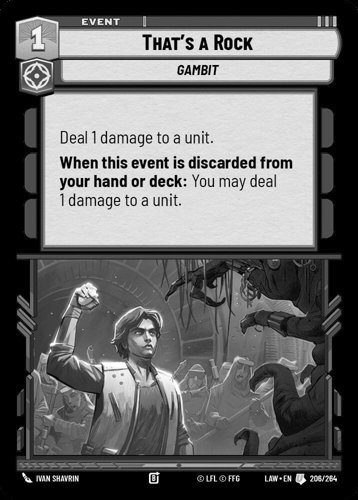 EVENT
1
THAT'S A ROCK
GAMBIT
Deal 1 damage to a unit.
When this event is discarded from
your hand or deck: You may deal
1 damage to a unit.
IVAN SHAVRIN
© LFL © FFG
LAW • EN
206/264